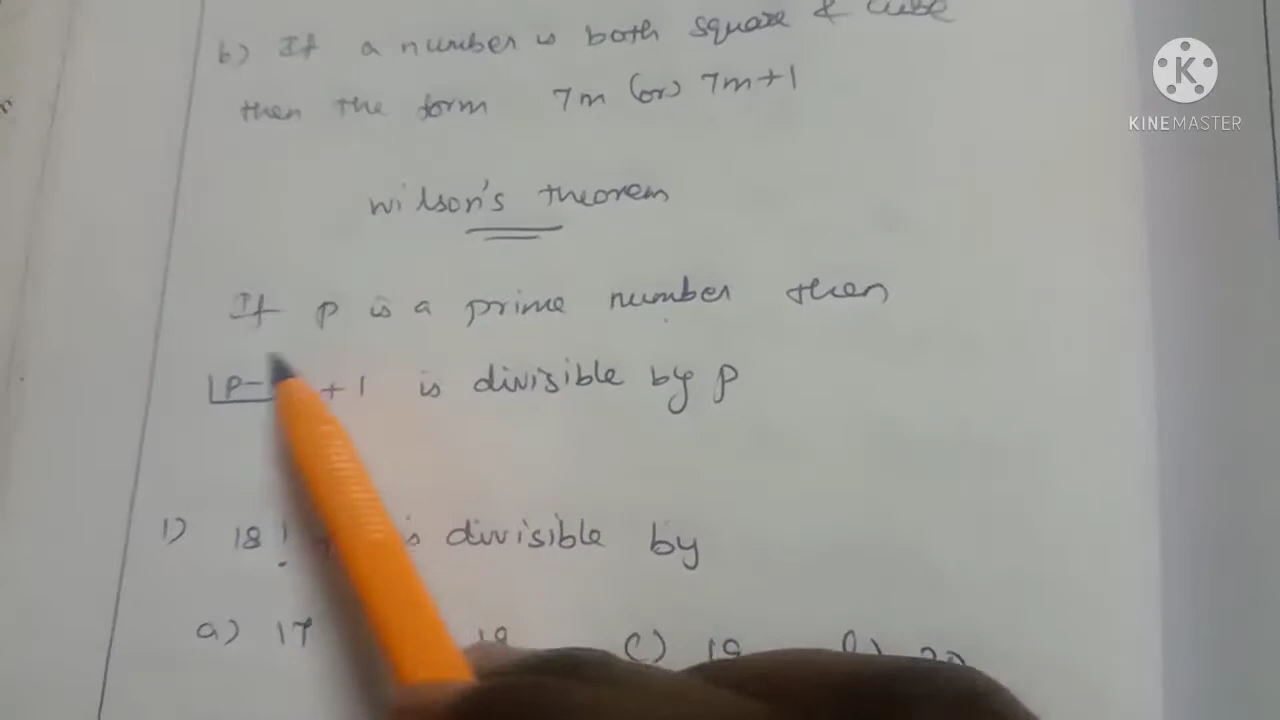 b) If a number is both square & cube
then the form 7m (or) 7m+1
KINEMASTER
Wilson's theorem
If p is a prime number then
|p- +1 is divisible by p
1) 18! is divisible by
a) 17 c) d)